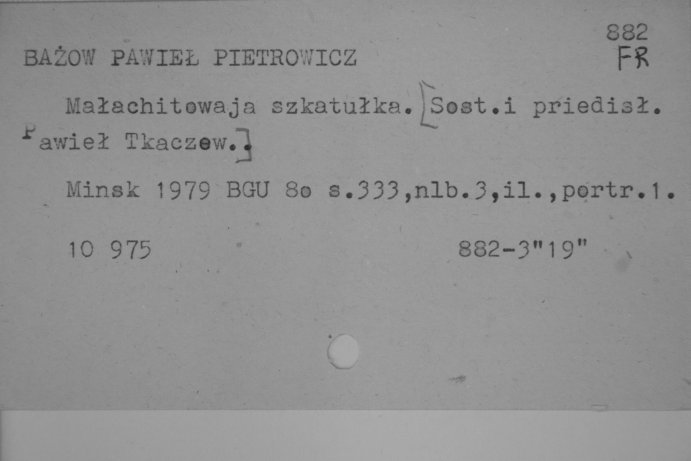 882
FR
BAŻOW PAWIEŁ PIETROWICZ
Małachitowaja szkatułka. [Sost.i priedisł.
Pawieł Tkaczew.].
Minsk 1979 BGU 8o s.333,nlb.3,il.,portr.1.
10 975 882-3"19"